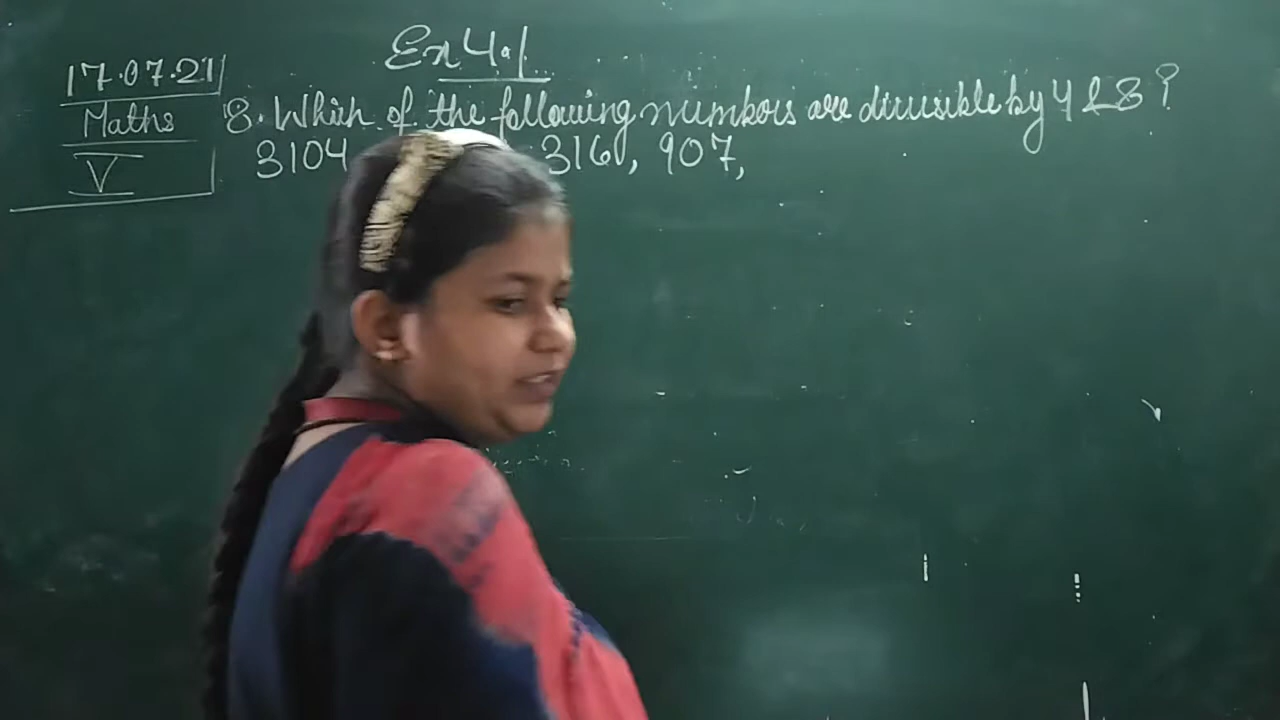 Ex 4.1
17.07.21
Maths
V
8. Which of the following numbers are divisible by 4 & 8 ?
3104 3160, 907,